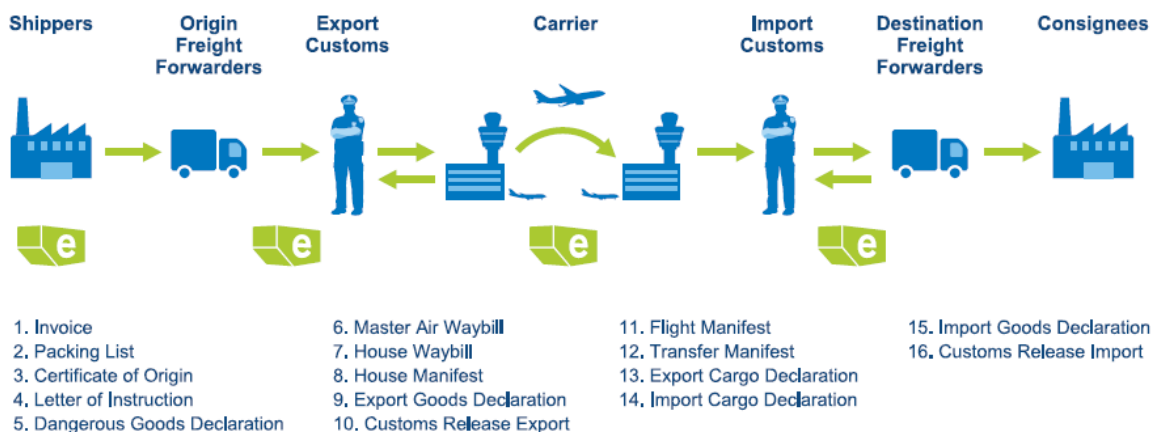 Shippers
Origin
Freight
Forwarders
Export
Customs
Carrier
Import
Customs
Destination
Freight
Forwarders
Consignees
e
e
e
e
1. Invoice
2. Packing List
3. Certificate of Origin
4. Letter of Instruction
5. Dangerous Goods Declaration
6. Master Air Waybill
7. House Waybill
8. House Manifest
9. Export Goods Declaration
10. Customs Release Export
11. Flight Manifest
12. Transfer Manifest
13. Export Cargo Declaration
14. Import Cargo Declaration
15. Import Goods Declaration
16. Customs Release Import